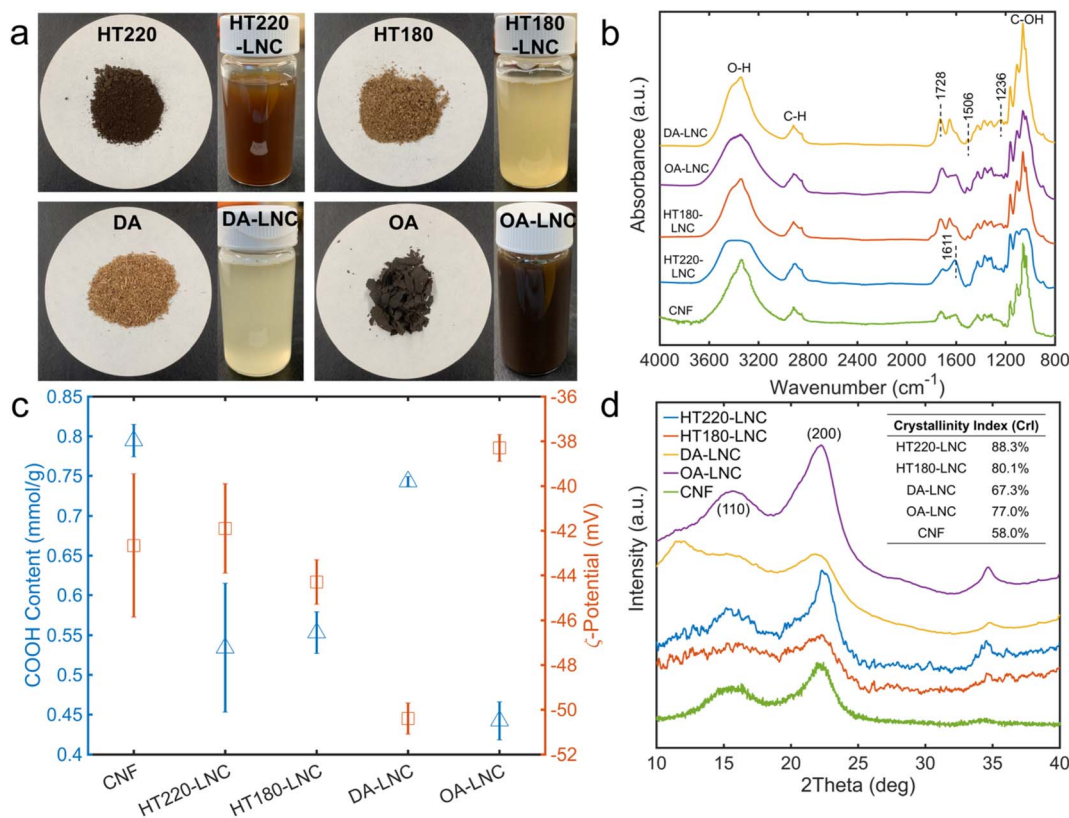 a
HT220
HT220
-LNC
HT180
HT180
-LNC
DA
DA-LNC
OA
OA-LNC
b
Absorbance (a.u.)
O-H
C-H
1728
1506
1236
C-OH
DA-LNC
OA-LNC
HT180-
LNC
1611
HT220-
LNC
CNF
4000 3600 3200 2800 2400 2000 1600 1200 800
Wavenumber (cm⁻¹)
c
COOH Content (mmol/g)
0.85
0.8
0.75
0.7
0.65
0.6
0.55
0.5
0.45
0.4
-36
-38
-40
-42
-44
-46
-48
-50
-52
ζ-Potential (mV)
CNF
HT220-LNC
HT180-LNC
DA-LNC
OA-LNC
d
Intensity (a.u.)
HT220-LNC
HT180-LNC
DA-LNC
OA-LNC
CNF
(110)
(200)
Crystallinity Index (CrI)
HT220-LNC 88.3%
HT180-LNC 80.1%
DA-LNC 67.3%
OA-LNC 77.0%
CNF 58.0%
10 15 20 25 30 35 40
2Theta (deg)